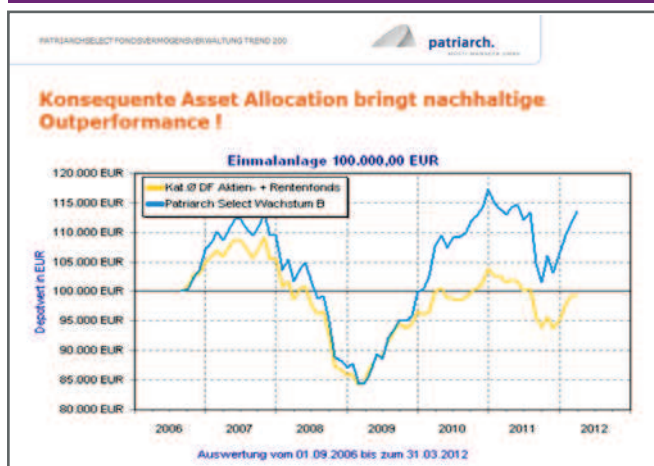 PATRIARCHSELECT FONDSVERMÖGENSVERWALTUNG TREND 200
patriarch.
Konsequente Asset Allocation bringt nachhaltige
Outperformance !
Einmalanlage 100.000,00 EUR
120.000 EUR
115.000 EUR
110.000 EUR
105.000 EUR
100.000 EUR
95.000 EUR
90.000 EUR
85.000 EUR
80.000 EUR
Depotwert in EUR
Kat Ø DF Aktien- + Rentenfonds
Patriarch Select Wachstum B
2006 2007 2008 2009 2010 2011 2012
Auswertung vom 01.09.2006 bis zum 31.03.2012